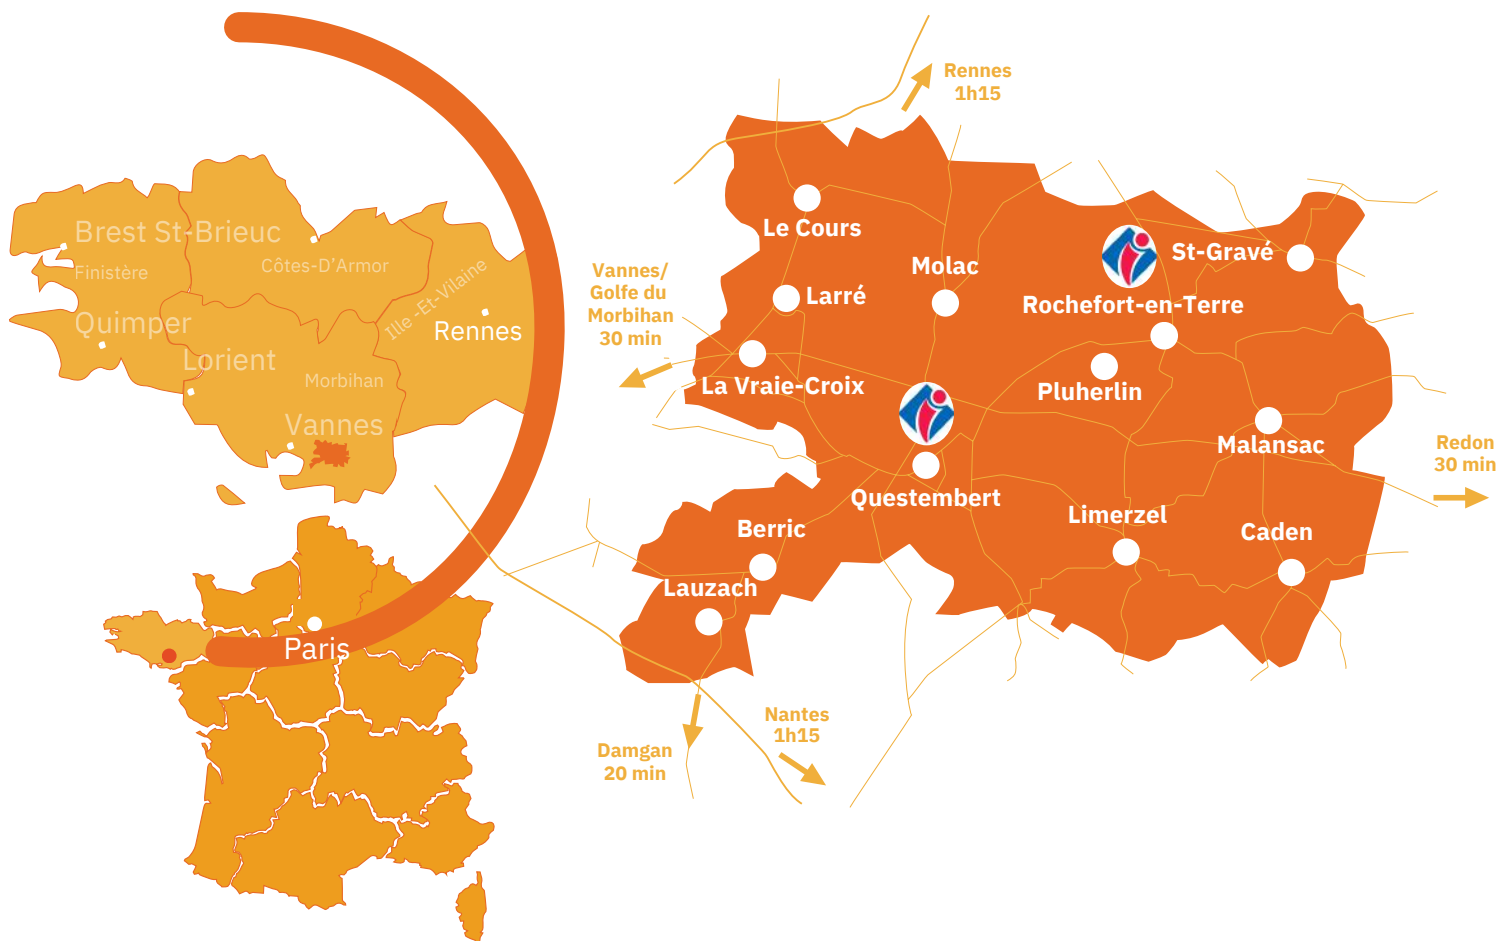 Brest St-Brieuc
Finistère
Côtes-D'Armor
Ille -Et-Vilaine
Quimper
Rennes
Lorient
Morbihan
Vannes
Paris
Rennes
1h15
Le Cours
Molac
St-Gravé
Vannes/
Golfe du
Morbihan
30 min
Larré
Rochefort-en-Terre
La Vraie-Croix
Pluherlin
Malansac
Redon
30 min
Questembert
Limerzel
Berric
Caden
Lauzach
Nantes
1h15
Damgan
20 min